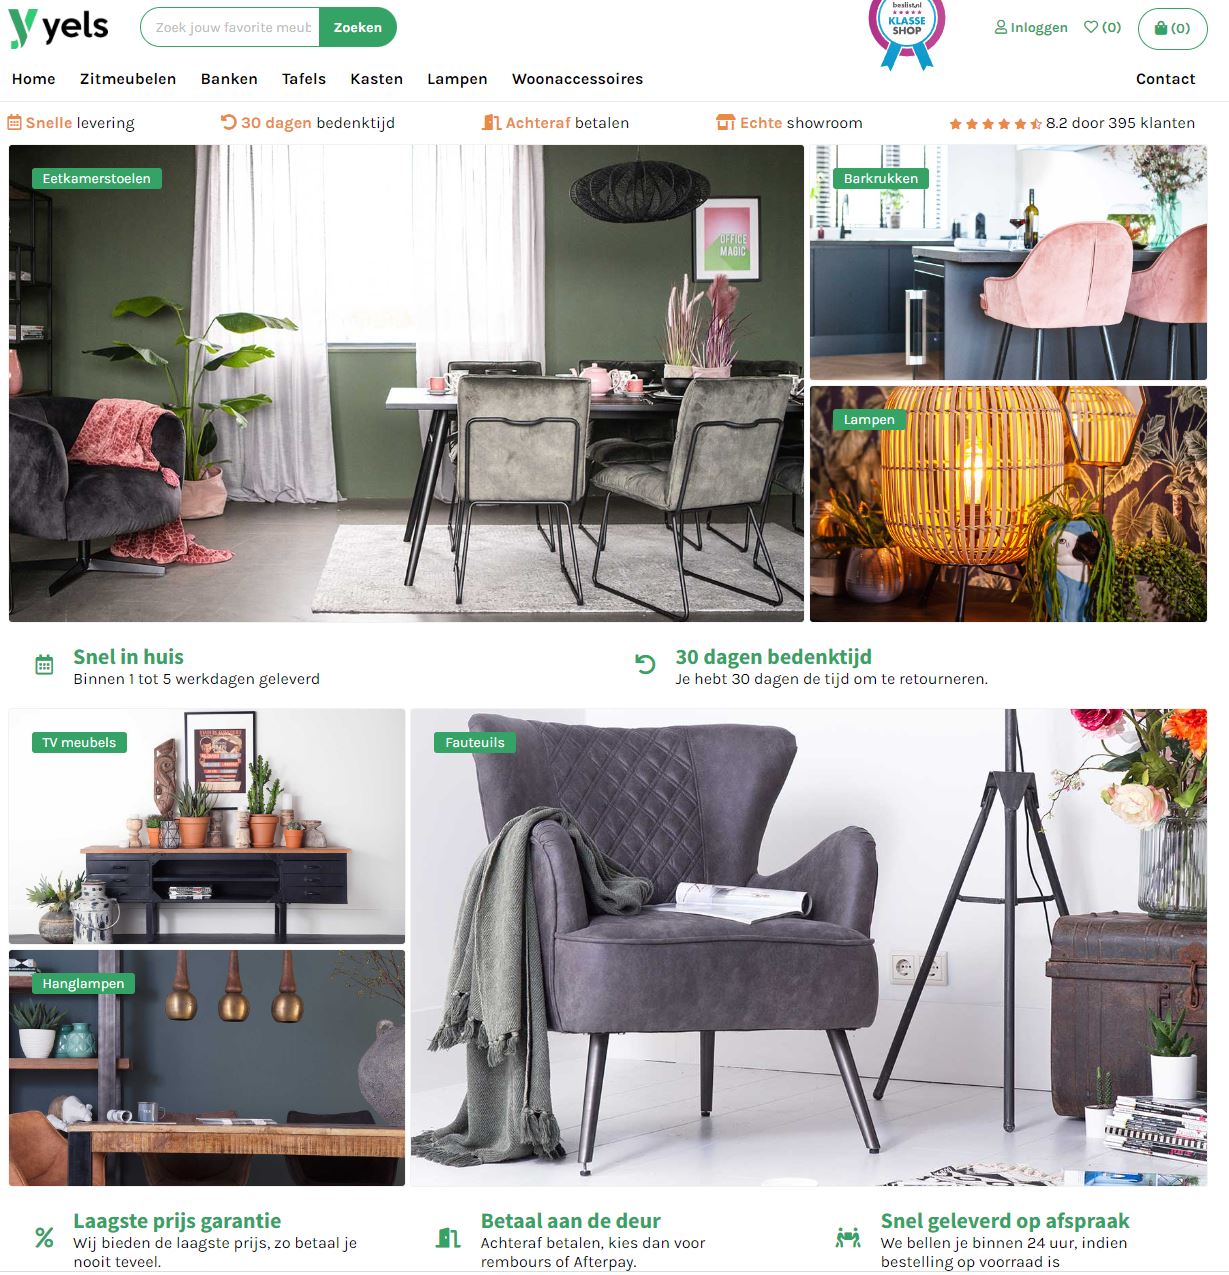 yels
Zoek jouw favorite meut
Zoeken
beslist.nl
KLASSE
SHOP
Inloggen
(0)
(0)
Home Zitmeubelen Banken Tafels Kasten Lampen Woonaccessoires Contact
Snelle levering
30 dagen bedenktijd
Achteraf betalen
Echte showroom
8.2 door 395 klanten
Eetkamerstoelen
OFFICE
MAGIC
Barkrukken
Lampen
Snel in huis
Binnen 1 tot 5 werkdagen geleverd
30 dagen bedenktijd
Je hebt 30 dagen de tijd om te retourneren.
TV meubels
Fauteuils
Hanglampen
Laagste prijs garantie
Wij bieden de laagste prijs, zo betaal je
nooit teveel.
Betaal aan de deur
Achteraf betalen, kies dan voor
rembours of Afterpay.
Snel geleverd op afspraak
We bellen je binnen 24 uur, indien
bestelling op voorraad is